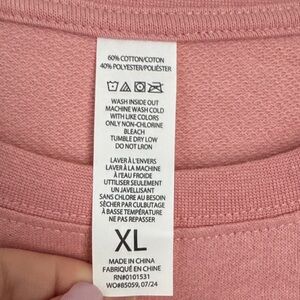 60% COTTON/COTON
40% POLYESTER/POLIÉSTER
WASH INSIDE OUT
MACHINE WASH COLD
WITH LIKE COLORS
ONLY NON-CHLORINE
BLEACH
TUMBLE DRY LOW
DO NOT LRON
LAVER À L'ENVERS
LAVER À LA MACHINE
À L'EAU FROIDE
UTILISER SEULEMENT
UN JAVELLISANT
SANS CHLORE AU BESOIN
SÉCHER PAR CULBUTAGE
À BASSE TEMPÉRATURE
NE PAS REPASSER
XL
MADE IN CHINA
FABRIQUÉ EN CHINE
RN#0101531
WO#85059, 07/24